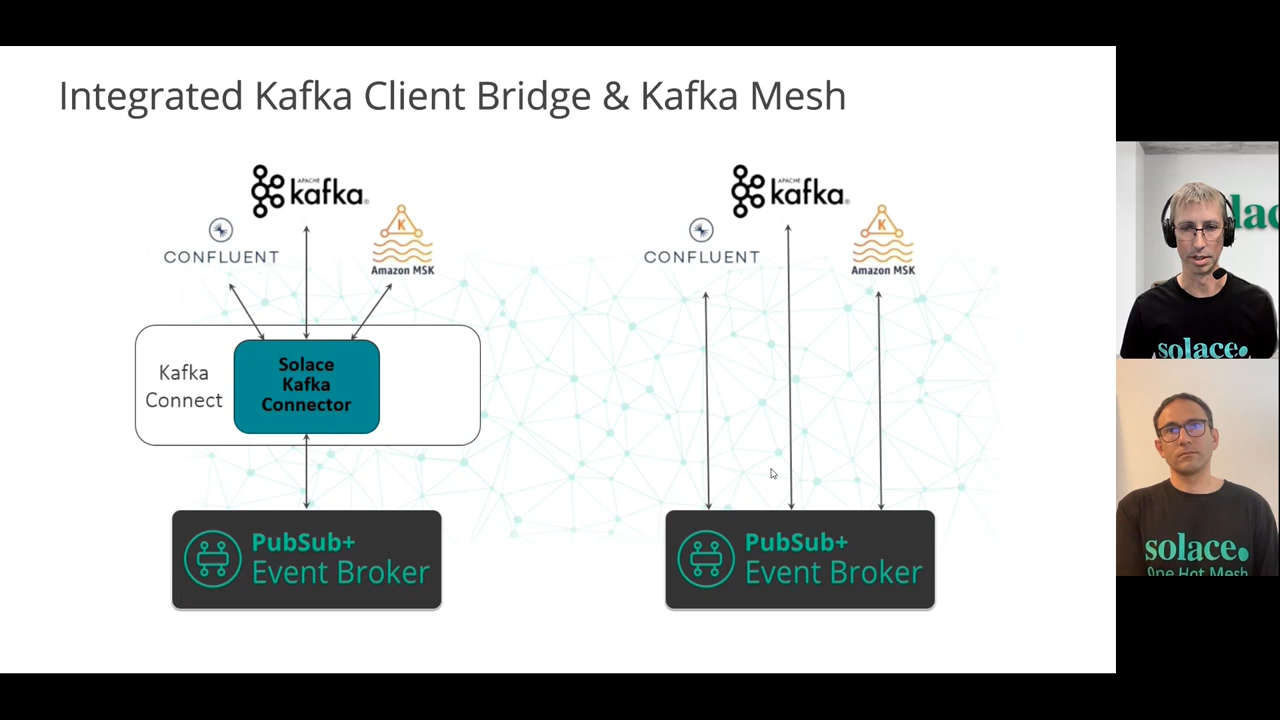 Integrated Kafka Client Bridge & Kafka Mesh
APACHE
kafka®
CONFLUENT
K
Amazon MSK
Kafka
Connect
Solace
Kafka
Connector
PubSub+
Event Broker
APACHE
kafka®
CONFLUENT
K
Amazon MSK
PubSub+
Event Broker
lac
solace.
solace.
One Hot Mesh